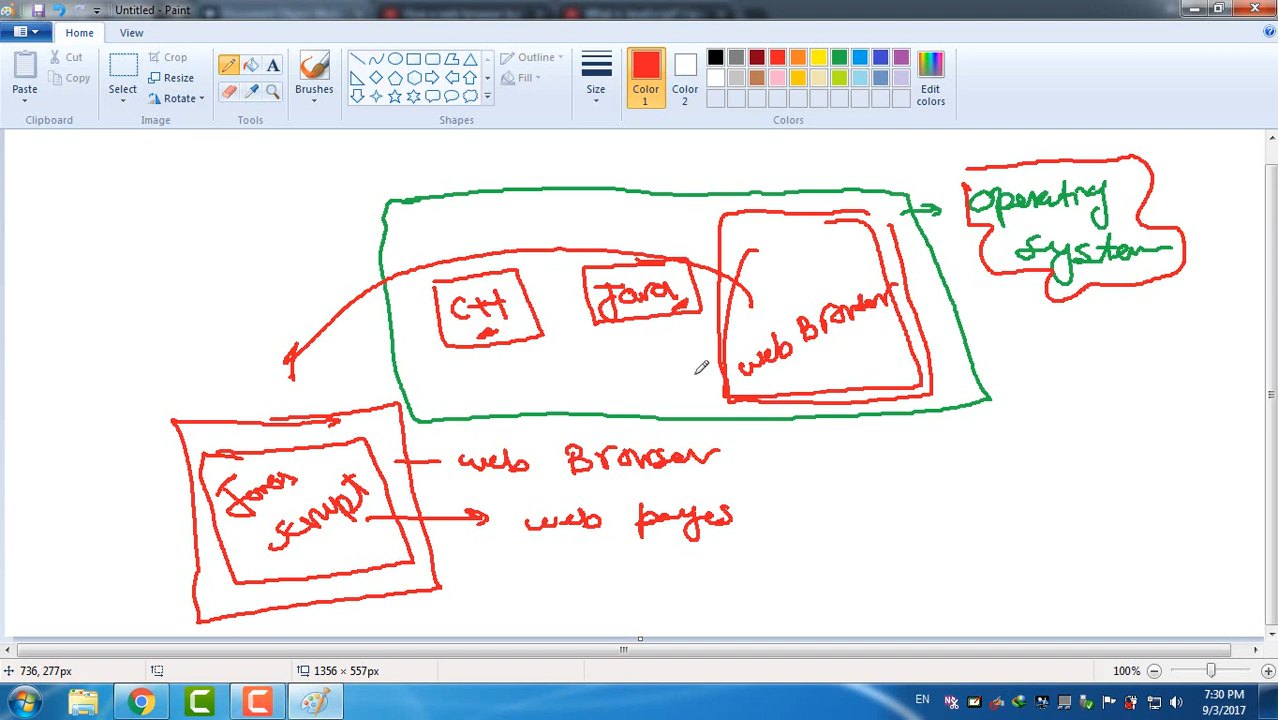 Untitled - Paint
Home
View
Paste
Cut
Copy
Clipboard
Select
Crop
Resize
Rotate
Image
Tools
Brushes
Shapes
Outline
Fill
Size
Color
1
Color
2
Edit
colors
Colors
operating
system
C++
Java
web Browser
Java
script
web Browser
web pages
736, 277px
1356 × 557px
100%
EN
7:30 PM
9/3/2017